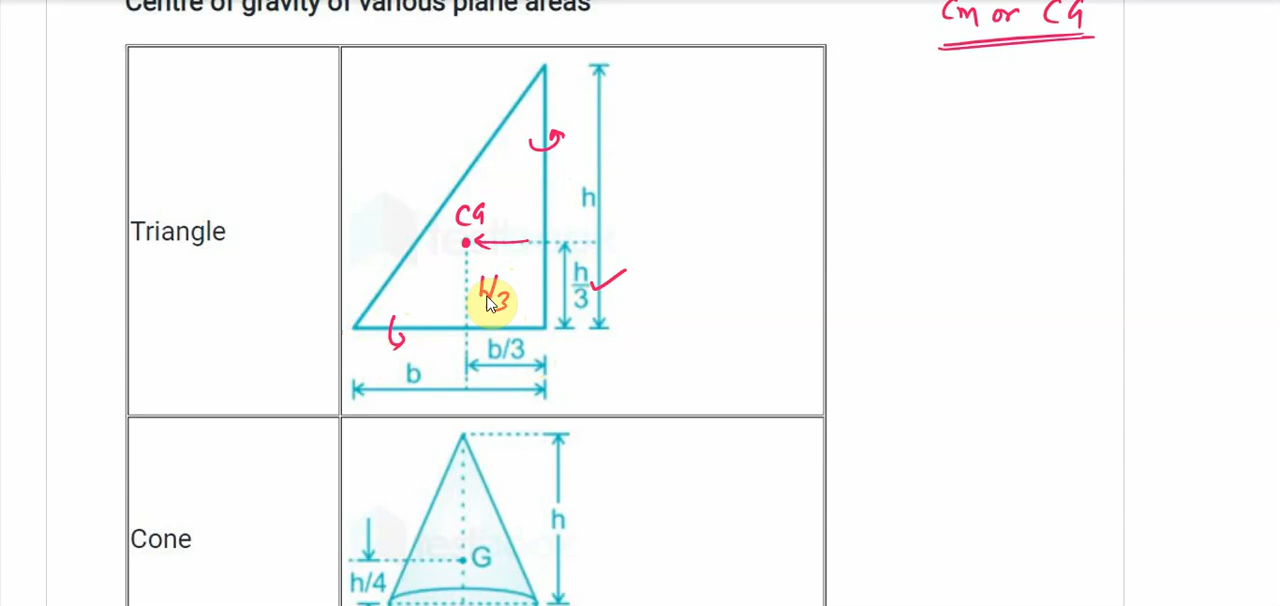 Centre of gravity of various plane areas
CM or CG
Triangle
CG
h
h
3
h/3
b/3
b
Cone
h
G
h/4